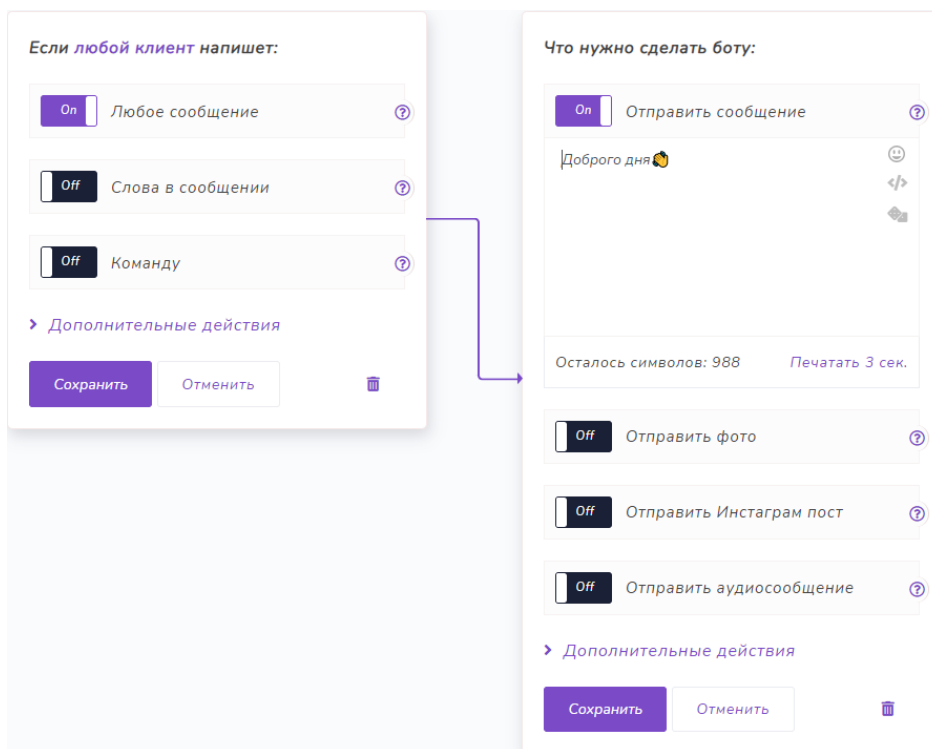 Если любой клиент напишет:
On Любое сообщение
Off Слова в сообщении
Off Команду
Дополнительные действия
Сохранить Отменить
Что нужно сделать боту:
On Отправить сообщение
Доброго дня👏
Осталось символов: 988 Печатать 3 сек.
Off Отправить фото
Off Отправить Инстаграм пост
Off Отправить аудиосообщение
Дополнительные действия
Сохранить Отменить